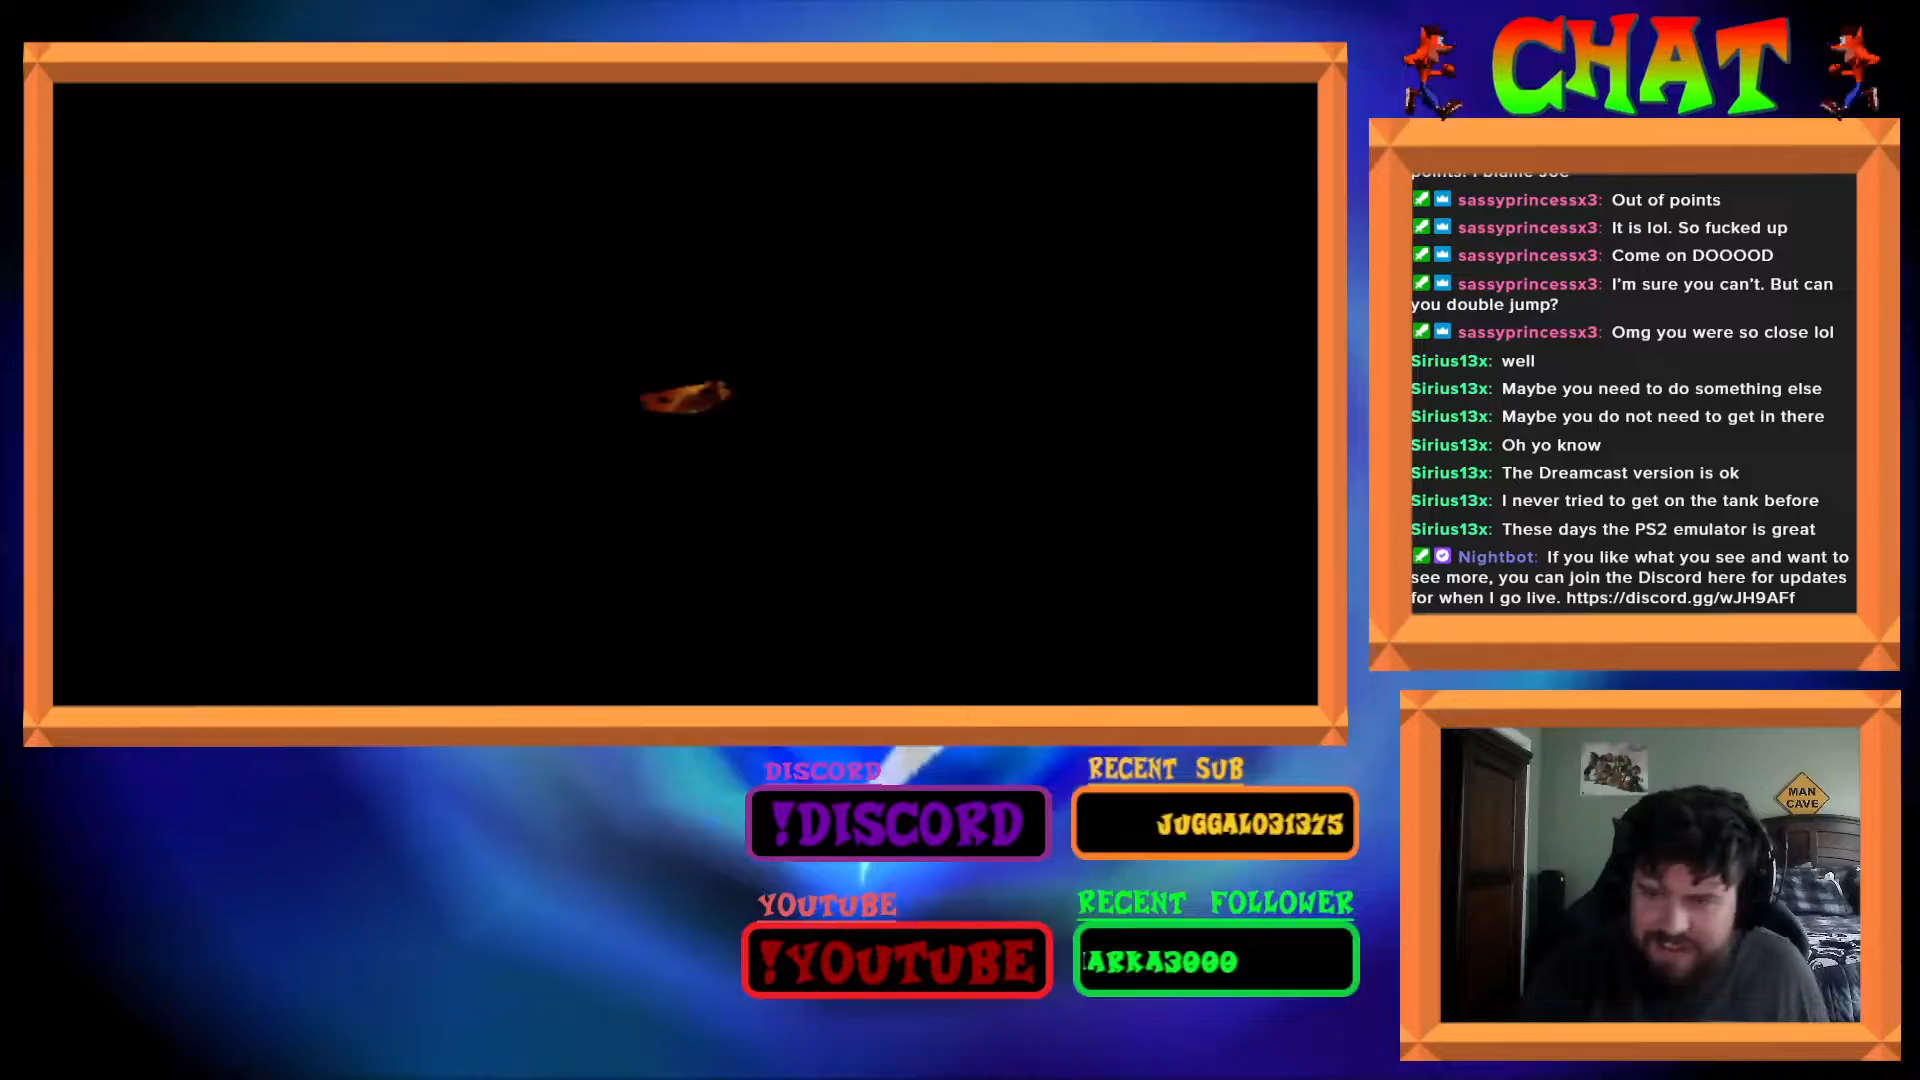 CHAT
points. I blame Joe
sassyprincessx3: Out of points
sassyprincessx3: It is lol. So fucked up
sassyprincessx3: Come on DOOOOD
sassyprincessx3: I'm sure you can't. But can
you double jump?
sassyprincessx3: Omg you were so close lol
Sirius13x: well
Sirius13x: Maybe you need to do something else
Sirius13x: Maybe you do not need to get in there
Sirius13x: Oh yo know
Sirius13x: The Dreamcast version is ok
Sirius13x: I never tried to get on the tank before
Sirius13x: These days the PS2 emulator is great
Nightbot: If you like what you see and want to
see more, you can join the Discord here for updates
for when I go live. https://discord.gg/wJH9AFf
DISCORD
!DISCORD
RECENT SUB
JUGGALO31375
YOUTUBE
!YOUTUBE
RECENT FOLLOWER
ARKA3000
MAN
CAVE